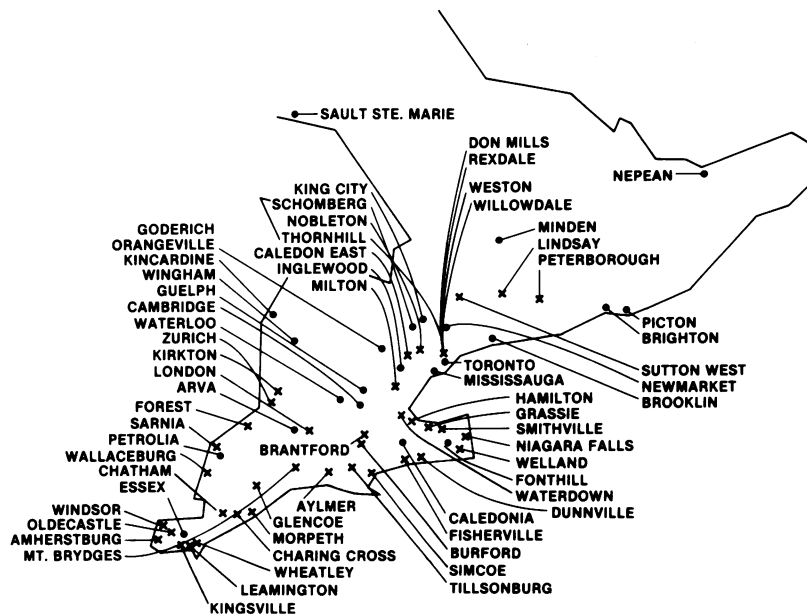 SAULT STE. MARIE
DON MILLS
REXDALE
NEPEAN
KING CITY
SCHOMBERG
NOBLETON
THORNHILL
CALEDON EAST
INGLEWOOD
MILTON
WESTON
WILLOWDALE
MINDEN
LINDSAY
PETERBOROUGH
GODERICH
ORANGEVILLE
KINCARDINE
WINGHAM
GUELPH
CAMBRIDGE
WATERLOO
ZURICH
KIRKTON
LONDON
ARVA
FOREST
SARNIA
PETROLIA
WALLACEBURG
CHATHAM
ESSEX
WINDSOR
OLDECASTLE
AMHERSTBURG
MT. BRYDGES
BRANTFORD
PICTON
BRIGHTON
SUTTON WEST
NEWMARKET
BROOKLIN
TORONTO
MISSISSAUGA
HAMILTON
GRASSIE
SMITHVILLE
NIAGARA FALLS
WELLAND
FONTHILL
WATERDOWN
DUNNVILLE
AYLMER
GLENCOE
MORPETH
CHARING CROSS
WHEATLEY
LEAMINGTON
KINGSVILLE
CALEDONIA
FISHERVILLE
BURFORD
SIMCOE
TILLSONBURG